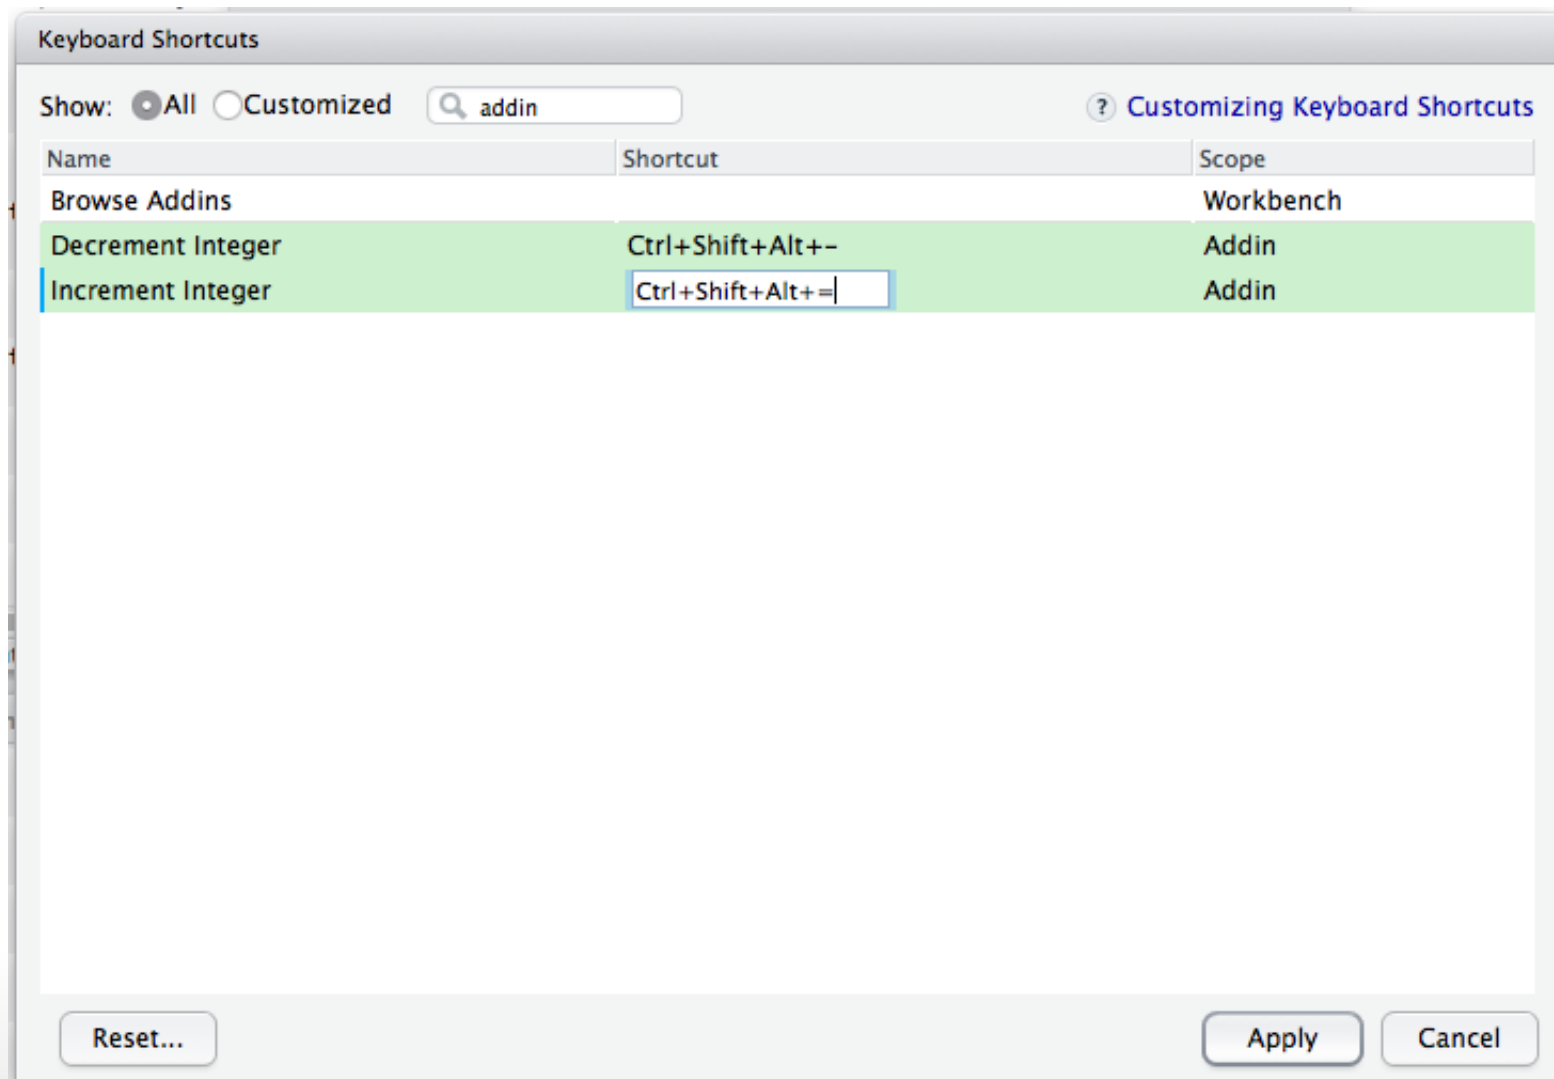 Keyboard Shortcuts
Show: All Customized addin ? Customizing Keyboard Shortcuts
Name Shortcut Scope
Browse Addins Workbench
Decrement Integer Ctrl+Shift+Alt+- Addin
Increment Integer Ctrl+Shift+Alt+= Addin
Reset... Apply Cancel